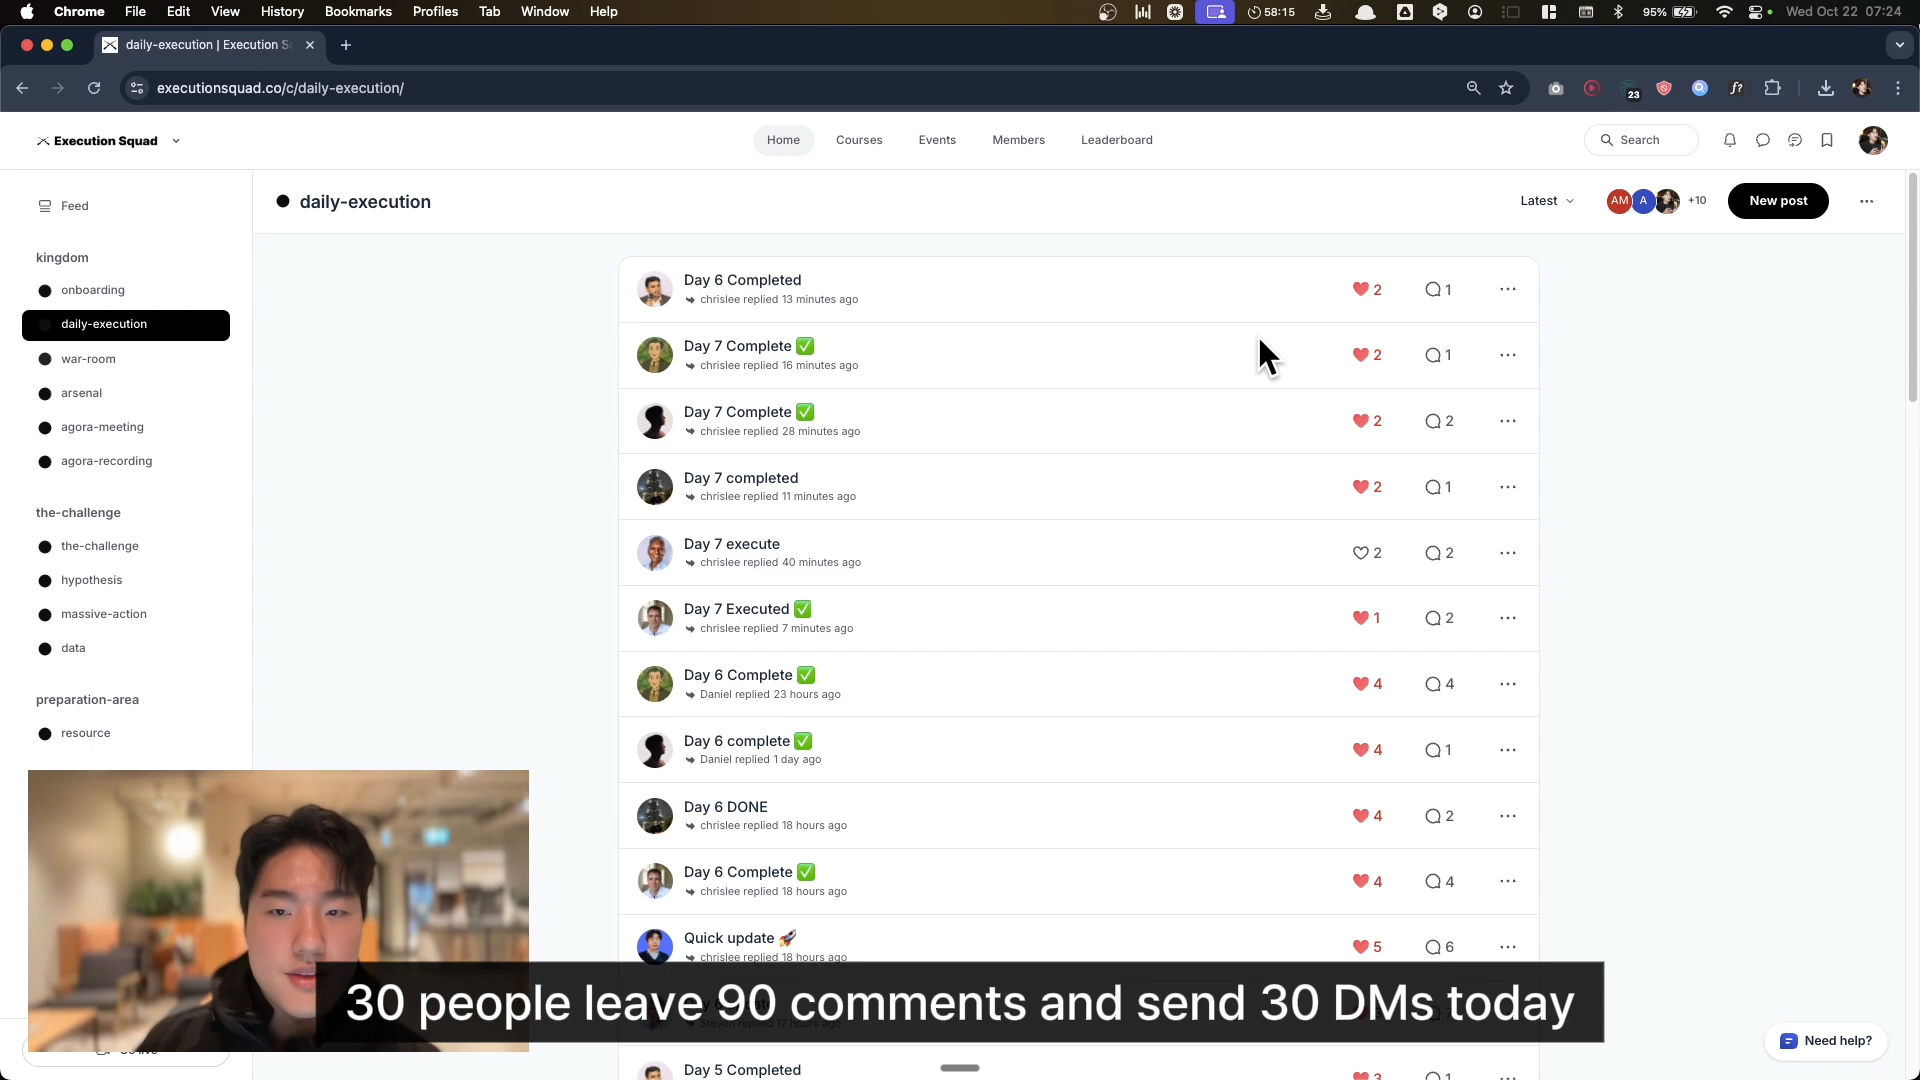 Chrome File Edit View History Bookmarks Profiles Tab Window Help 58:15 95% Wed Oct 22 07:24
daily-execution | Execution S
executionsquad.co/c/daily-execution/ 23 f?
Execution Squad Home Courses Events Members Leaderboard Search
Feed
kingdom
onboarding
daily-execution
war-room
arsenal
agora-meeting
agora-recording
the-challenge
the-challenge
hypothesis
massive-action
data
preparation-area
resource
daily-execution Latest AM A +10 New post
Day 6 Completed 2 1
chrislee replied 13 minutes ago
Day 7 Complete ✅ 2 1
chrislee replied 16 minutes ago
Day 7 Complete ✅ 2 2
chrislee replied 28 minutes ago
Day 7 completed 2 1
chrislee replied 11 minutes ago
Day 7 execute 2 2
chrislee replied 40 minutes ago
Day 7 Executed ✅ 1 2
chrislee replied 7 minutes ago
Day 6 Complete ✅ 4 4
Daniel replied 23 hours ago
Day 6 complete ✅ 4 1
Daniel replied 1 day ago
Day 6 DONE 4 2
chrislee replied 18 hours ago
Day 6 Complete ✅ 4 4
chrislee replied 18 hours ago
Quick update 🚀 5 6
chrislee replied 18 hours ago
30 people leave 90 comments and send 30 DMs today
Steven replied 17 hours ago
Day 5 Completed 3 1
Need help?